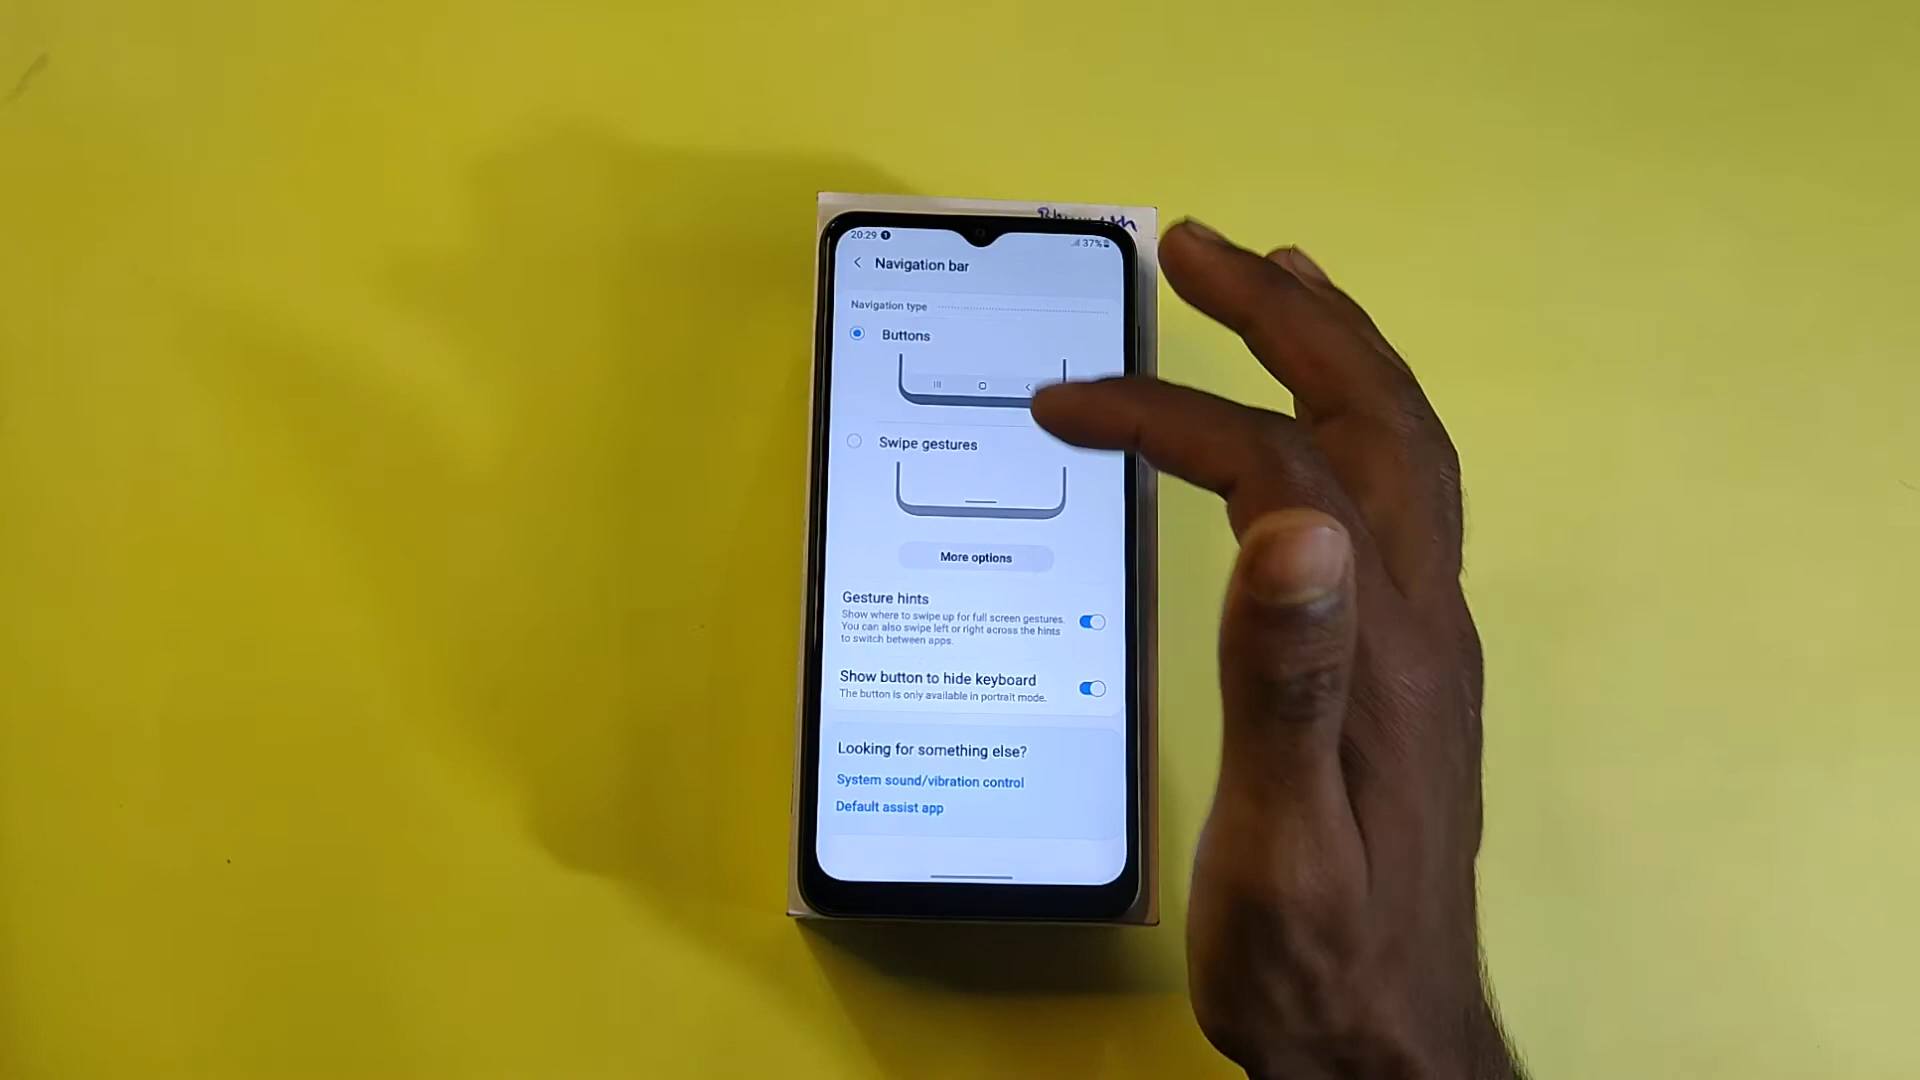 20:29
37%
Navigation bar
Navigation type
Buttons
Swipe gestures
More options
Gesture hints
Show where to swipe up for full screen gestures.
You can also swipe left or right across the hints
to switch between apps.
Show button to hide keyboard
The button is only available in portrait mode.
Looking for something else?
System sound/vibration control
Default assist app